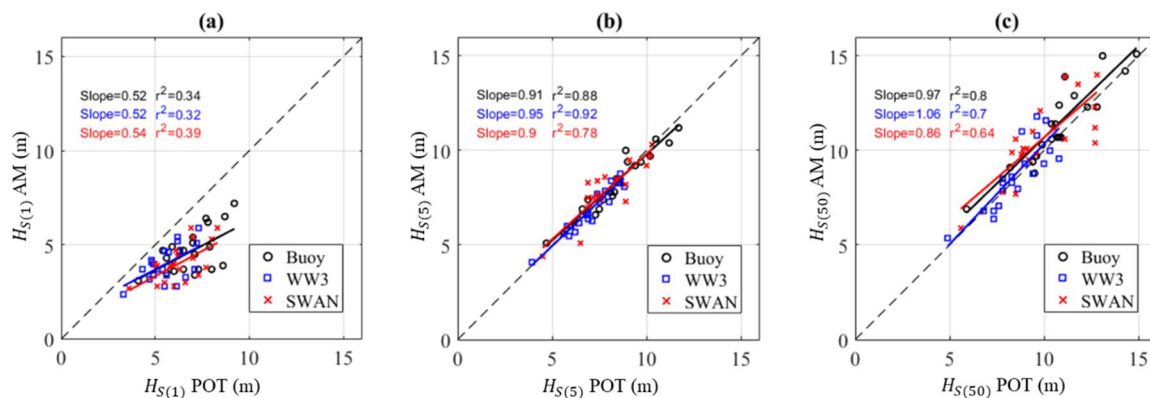 (a)
15
10
5
0
0 5 10 15
H_S(1) AM (m)
H_S(1) POT (m)
Slope=0.52 r²=0.34
Slope=0.52 r²=0.32
Slope=0.54 r²=0.39
Buoy
WW3
SWAN
(b)
15
10
5
0
0 5 10 15
H_S(5) AM (m)
H_S(5) POT (m)
Slope=0.91 r²=0.88
Slope=0.95 r²=0.92
Slope=0.9 r²=0.78
Buoy
WW3
SWAN
(c)
15
10
5
0
0 5 10 15
H_S(50) AM (m)
H_S(50) POT (m)
Slope=0.97 r²=0.8
Slope=1.06 r²=0.7
Slope=0.86 r²=0.64
Buoy
WW3
SWAN